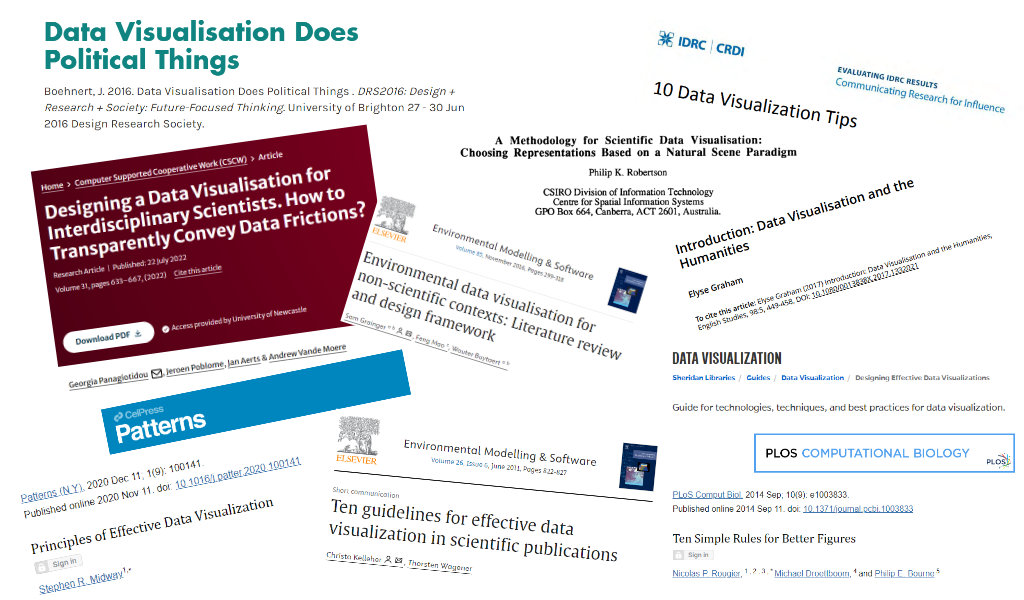 Data Visualisation Does
Political Things
Boehnert, J. 2016. Data Visualisation Does Political Things . DRS2016: Design +
Research + Society: Future-Focused Thinking. University of Brighton 27 - 30 Jun
2016 Design Research Society.
IDRC | CRDI
EVALUATING IDRC RESULTS
Communicating Research for Influence
10 Data Visualization Tips
A Methodology for Scientific Data Visualisation:
Choosing Representations Based on a Natural Scene Paradigm
Philip K. Robertson
CSIRO Division of Information Technology
Centre for Spatial Information Systems
GPO Box 664, Canberra, ACT 2601, Australia.
Home > Computer Supported Cooperative Work (CSCW) > Article
Designing a Data Visualisation for
Interdisciplinary Scientists. How to
Transparently Convey Data Frictions?
Research Article | Published: 22 July 2022
Volume 31, pages 633–667, (2022) Cite this article
Download PDF
Access provided by University of Newcastle
Georgia Panagiotidou, Jeroen Poblome, Jan Aerts & Andrew Vande Moere
ELSEVIER
Environmental Modelling & Software
Volume 85, November 2016, Pages 299-318
Environmental data visualisation for
non-scientific contexts: Literature review
and design framework
Sam Grainger a b, Feng Mao c, Wouter Buytaert a b
Introduction: Data Visualisation and the
Humanities
Elyse Graham
To cite this article: Elyse Graham (2017) Introduction: Data Visualisation and the Humanities,
English Studies, 98:5, 449-458, DOI: 10.1080/0013838X.2017.1332021
DATA VISUALIZATION
Sheridan Libraries / Guides / Data Visualization / Designing Effective Data Visualizations
Guide for technologies, techniques, and best practices for data visualization.
CelPress
Patterns
Patterns (N Y). 2020 Dec 11; 1(9): 100141.
Published online 2020 Nov 11. doi: 10.1016/j.patter.2020.100141
Principles of Effective Data Visualization
Sign in
Stephen R. Midway1,*
ELSEVIER
Environmental Modelling & Software
Volume 26, Issue 6, June 2011, Pages 822-827
Short communication
Ten guidelines for effective data
visualization in scientific publications
Christa Kelleher, Thorsten Wagener
PLOS COMPUTATIONAL BIOLOGY
PLOS
PLoS Comput Biol. 2014 Sep; 10(9): e1003833.
Published online 2014 Sep 11. doi: 10.1371/journal.pcbi.1003833
Ten Simple Rules for Better Figures
Sign in
Nicolas P. Rougier, 1, 2, 3, * Michael Droettboom, 4 and Philip E. Bourne 5